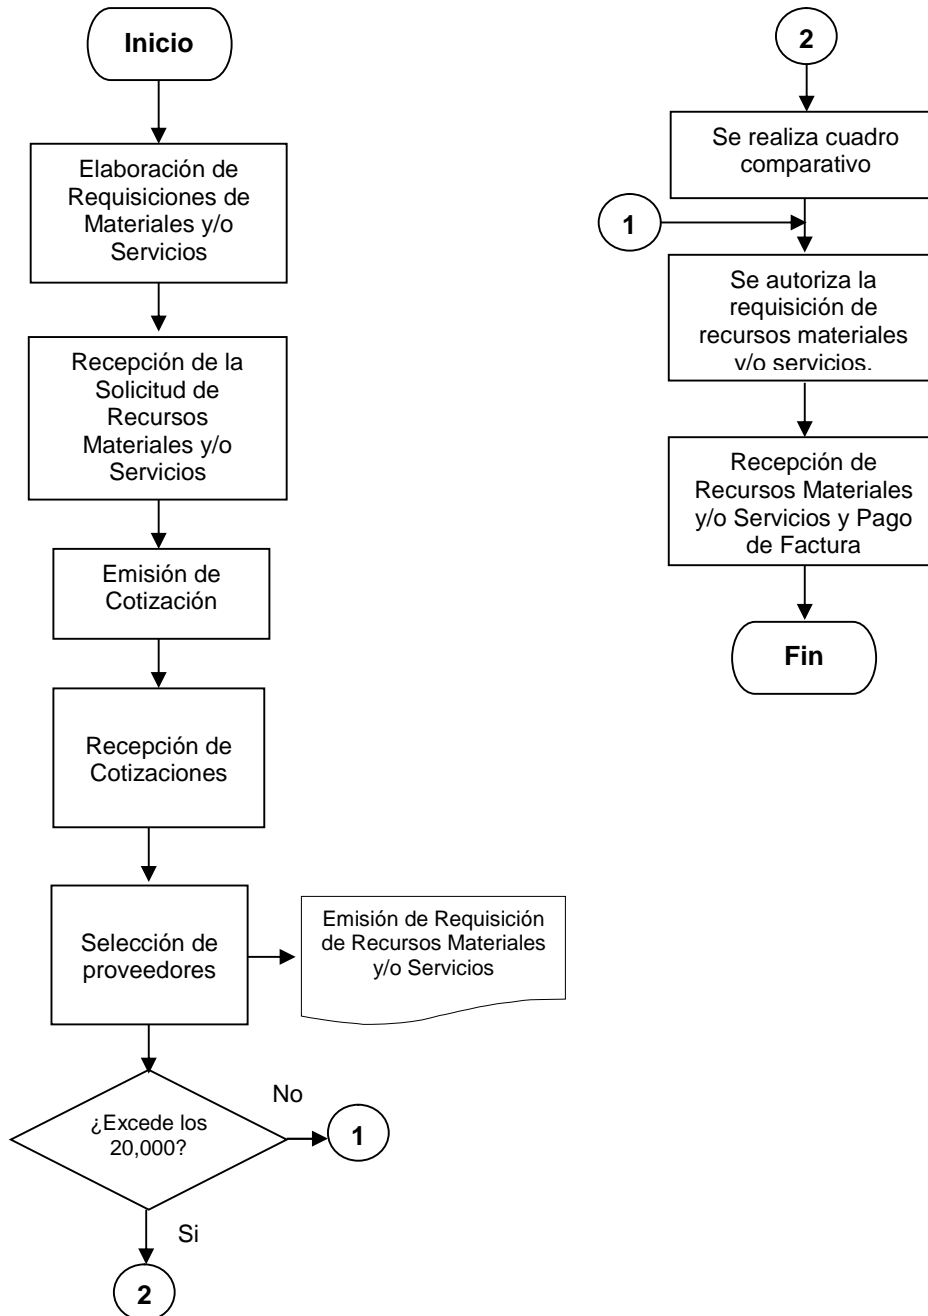 Inicio
Elaboración de
Requisiciones de
Materiales y/o
Servicios
Recepción de la
Solicitud de
Recursos
Materiales y/o
Servicios
Emisión de
Cotización
Recepción de
Cotizaciones
Selección de
proveedores
Emisión de Requisición
de Recursos Materiales
y/o Servicios
¿Excede los
20,000?
No
1
Si
2
2
Se realiza cuadro
comparativo
1
Se autoriza la
requisición de
recursos materiales
y/o servicios.
Recepción de
Recursos Materiales
y/o Servicios y Pago
de Factura
Fin